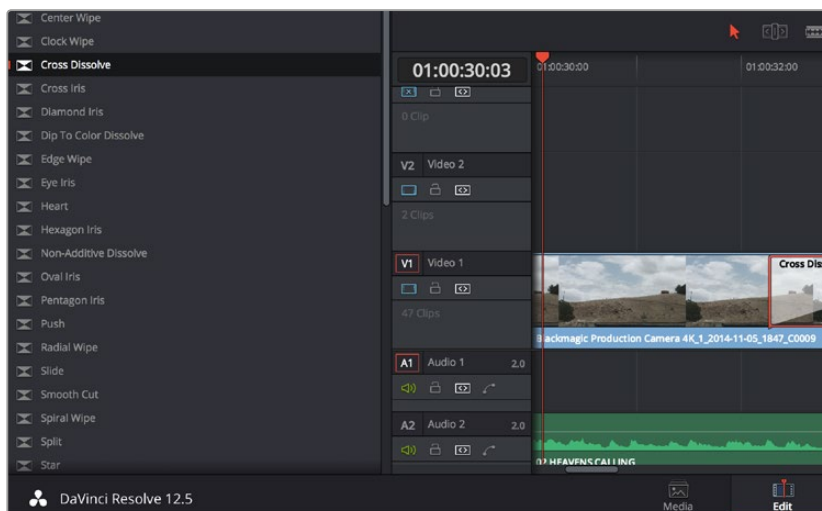 Center Wipe
Clock Wipe
Cross Dissolve
Cross Iris
Diamond Iris
Dip To Color Dissolve
Edge Wipe
Eye Iris
Heart
Hexagon Iris
Non-Additive Dissolve
Oval Iris
Pentagon Iris
Push
Radial Wipe
Slide
Smooth Cut
Spiral Wipe
Split
Star
01:00:30:03
01:00:30:00
01:00:32:00
0 Clip
V2 Video 2
2 Clips
V1 Video 1
47 Clips
Cross Dis
Blackmagic Production Camera 4K_1_2014-11-05_1847_C0009
A1 Audio 1 2.0
A2 Audio 2 2.0
02 HEAVENS CALLING
DaVinci Resolve 12.5
Media
Edit